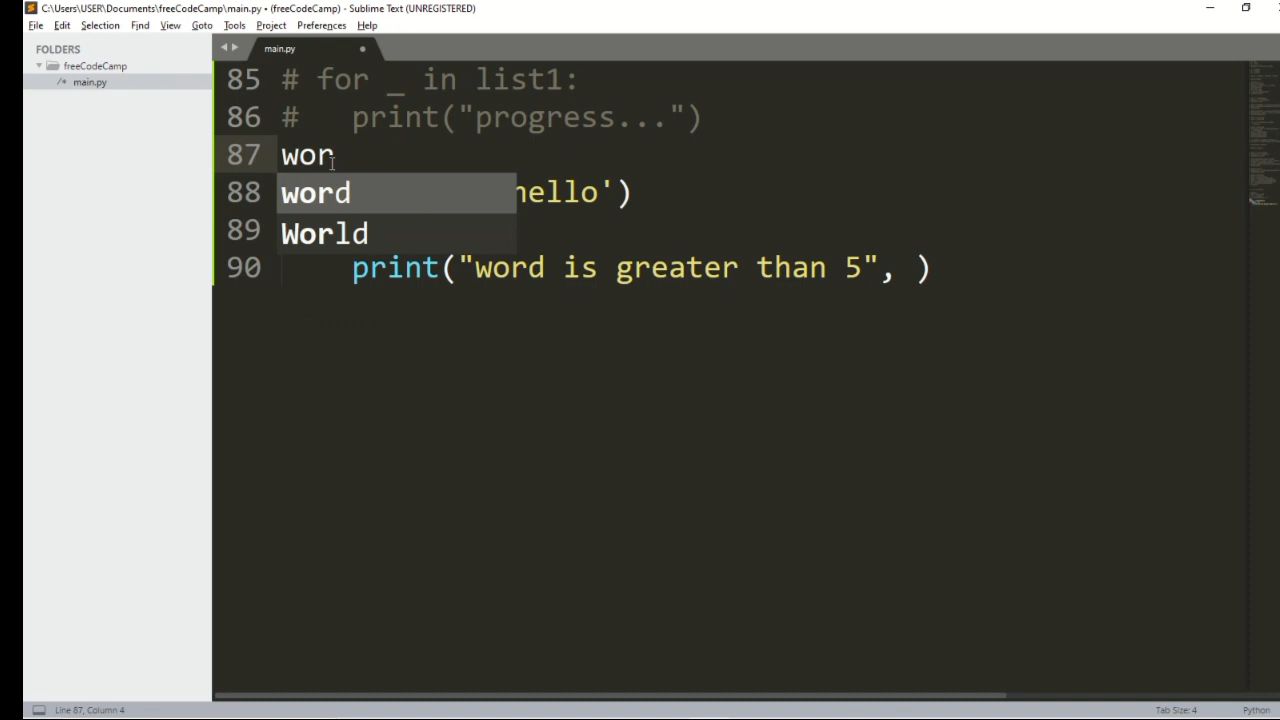 C:\Users\USER\Documents\freeCodeCamp\main.py • (freeCodeCamp) - Sublime Text (UNREGISTERED)
File Edit Selection Find View Goto Tools Project Preferences Help
FOLDERS
freeCodeCamp
/* main.py
main.py
85 # for _ in list1:
86 #   print("progress...")
87 wor
88 word hello')
89 World
90     print("word is greater than 5", )
Line 87, Column 4 Tab Size: 4 Python